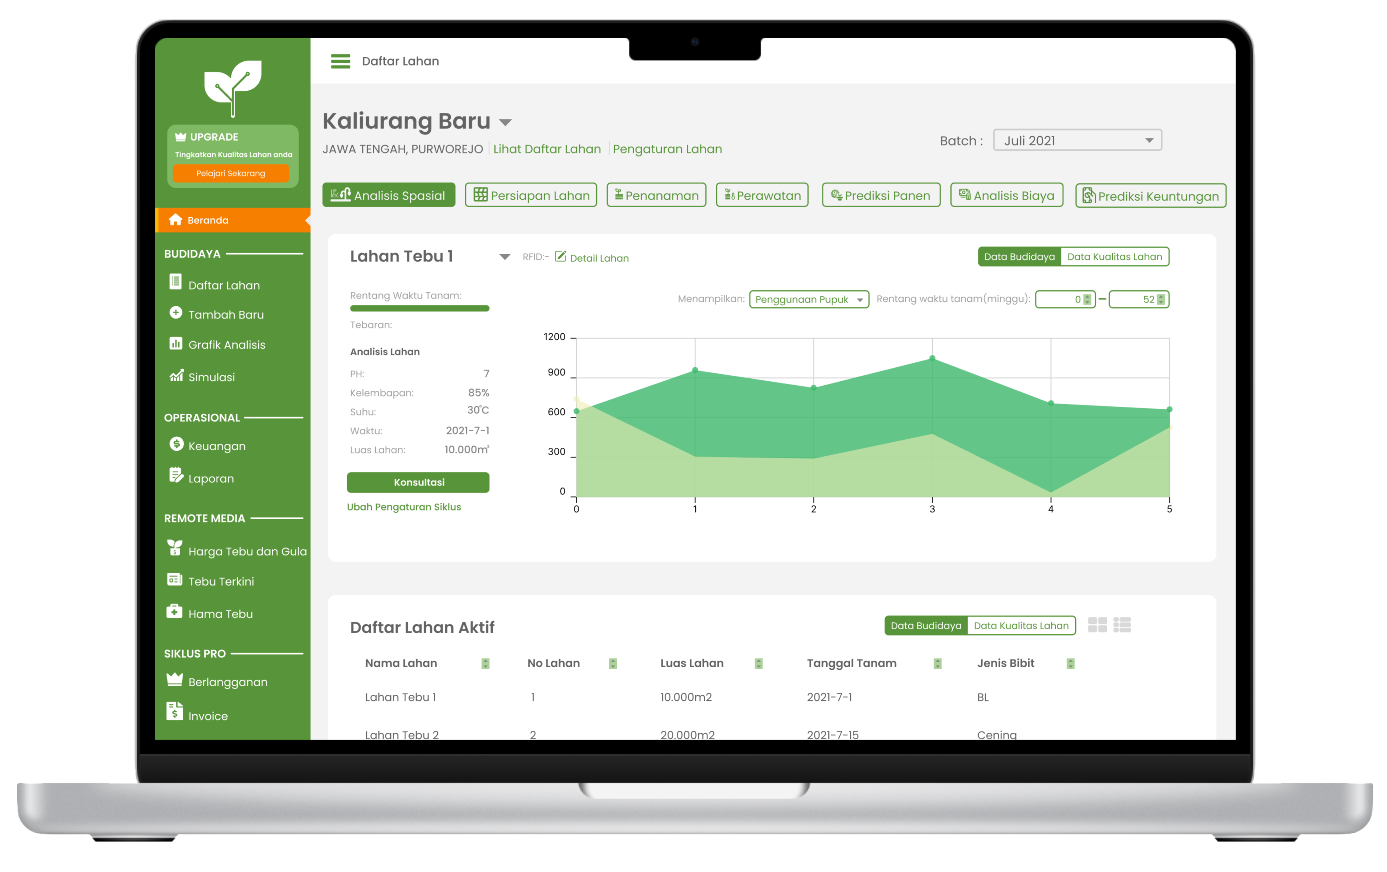 Daftar Lahan
UPGRADE
Tingkatkan Kualitas Lahan anda
Pelajari Sekarang
Beranda
BUDIDAYA
Daftar Lahan
Tambah Baru
Grafik Analisis
Simulasi
OPERASIONAL
Keuangan
Laporan
REMOTE MEDIA
Harga Tebu dan Gula
Tebu Terkini
Hama Tebu
SIKLUS PRO
Berlangganan
Invoice
Kaliurang Baru
JAWA TENGAH, PURWOREJO Lihat Daftar Lahan Pengaturan Lahan
Batch : Juli 2021
Analisis Spasial Persiapan Lahan Penanaman Perawatan Prediksi Panen Analisis Biaya Prediksi Keuntungan
Lahan Tebu 1 RFID:- Detail Lahan Data Budidaya Data Kualitas Lahan
Menampilkan: Penggunaan Pupuk Rentang waktu tanam(minggu): 0 – 52
Rentang Waktu Tanam:
Tebaran:
Analisis Lahan
PH: 7
Kelembapan: 85%
Suhu: 30°C
Waktu: 2021-7-1
Luas Lahan: 10.000m²
Konsultasi
Ubah Pengaturan Siklus
1200
900
600
300
0
0 1 2 3 4 5
Daftar Lahan Aktif Data Budidaya Data Kualitas Lahan
Nama Lahan No Lahan Luas Lahan Tanggal Tanam Jenis Bibit
Lahan Tebu 1 1 10.000m2 2021-7-1 BL
Lahan Tebu 2 2 20.000m2 2021-7-15 Cening